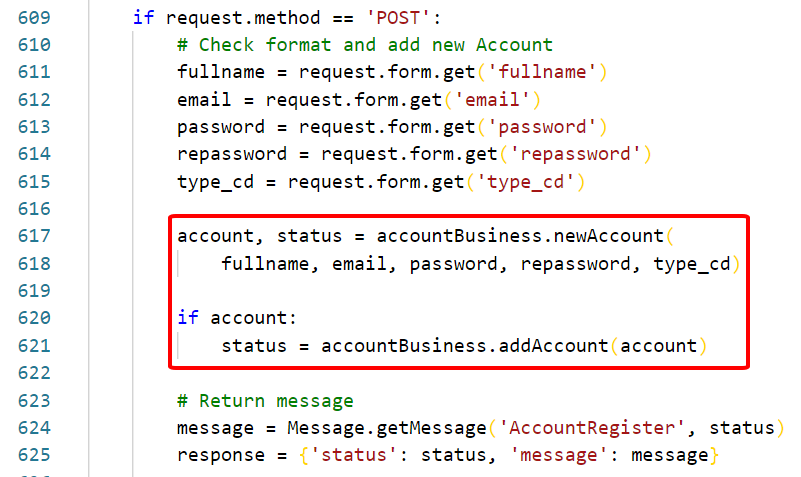 609 if request.method == 'POST':
610 # Check format and add new Account
611 fullname = request.form.get('fullname')
612 email = request.form.get('email')
613 password = request.form.get('password')
614 repassword = request.form.get('repassword')
615 type_cd = request.form.get('type_cd')
616
617 account, status = accountBusiness.newAccount(
618 fullname, email, password, repassword, type_cd)
619
620 if account:
621 status = accountBusiness.addAccount(account)
622
623 # Return message
624 message = Message.getMessage('AccountRegister', status)
625 response = {'status': status, 'message': message}